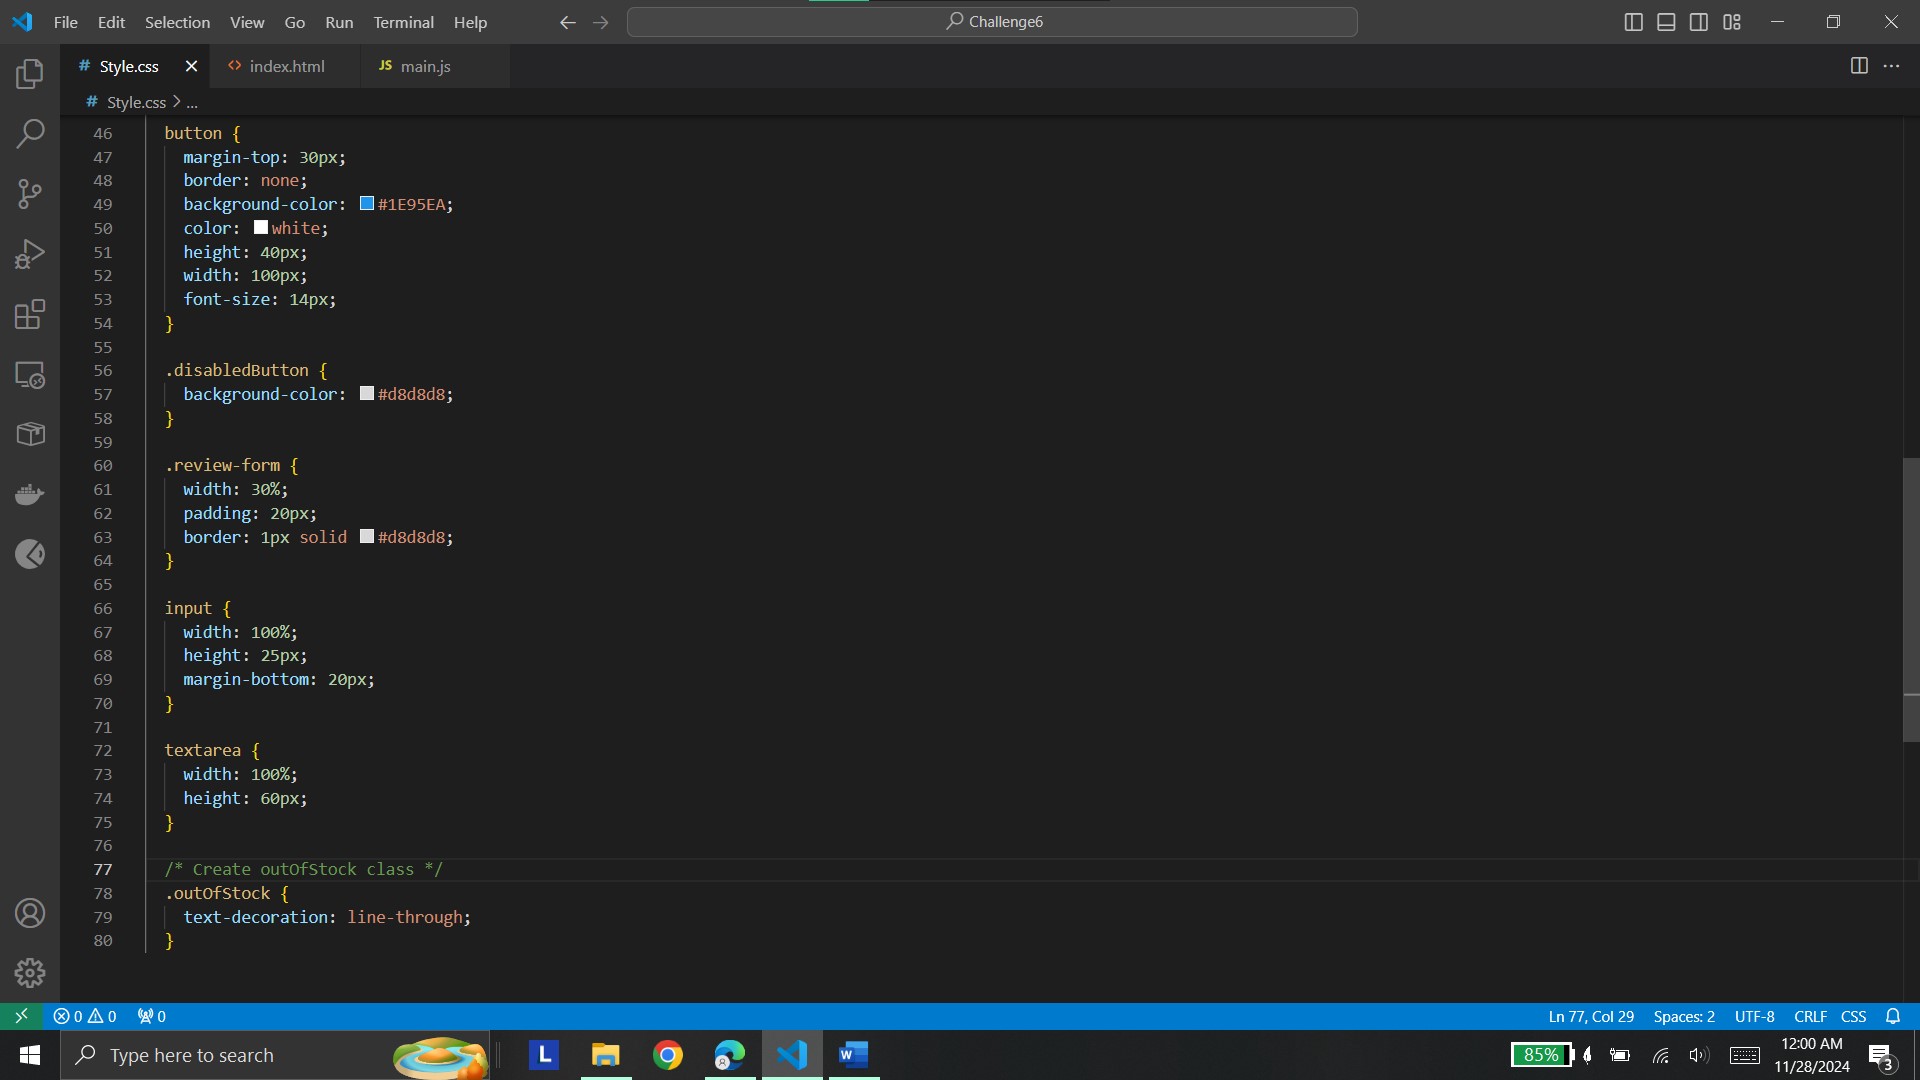 File Edit Selection View Go Run Terminal Help Challenge6
# Style.css <> index.html JS main.js
# Style.css > ...
46 button {
47 margin-top: 30px;
48 border: none;
49 background-color: #1E95EA;
50 color: white;
51 height: 40px;
52 width: 100px;
53 font-size: 14px;
54 }
55
56 .disabledButton {
57 background-color: #d8d8d8;
58 }
59
60 .review-form {
61 width: 30%;
62 padding: 20px;
63 border: 1px solid #d8d8d8;
64 }
65
66 input {
67 width: 100%;
68 height: 25px;
69 margin-bottom: 20px;
70 }
71
72 textarea {
73 width: 100%;
74 height: 60px;
75 }
76
77 /* Create outOfStock class */
78 .outOfStock {
79 text-decoration: line-through;
80 }
0 0 0 Ln 77, Col 29 Spaces: 2 UTF-8 CRLF CSS
Type here to search L W 85% 12:00 AM
11/28/2024 3